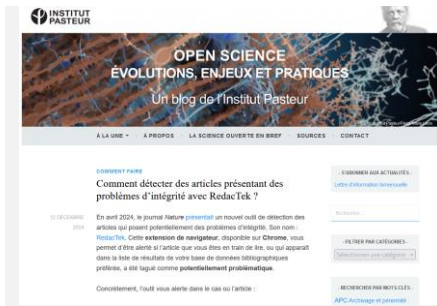 INSTITUT
PASTEUR
OPEN SCIENCE
ÉVOLUTIONS, ENJEUX ET PRATIQUES
Un blog de l'Institut Pasteur
À LA UNE
À PROPOS
LA SCIENCE OUVERTE EN BREF
SOURCES
CONTACT
COMMENT FAIRE
Comment détecter des articles présentant des
problèmes d'intégrité avec RedacTek ?
12 DÉCEMBRE
2024
En avril 2024, le journal Nature présentait un nouvel outil de détection des
articles qui posent potentiellement des problèmes d'intégrité. Son nom :
RedacTek. Cette extension de navigateur, disponible sur Chrome, vous
permet d'être alerté si l'article que vous êtes en train de lire, ou qui apparaît
dans la liste de résultats de votre base de données bibliographiques
préférée, a été tagué comme potentiellement problématique.
Concrètement, l'outil vous alerte dans le cas où l'article :
- S'ABONNER AUX ACTUALITÉS -
Lettre d'information bimensuelle
Recherche…
- FILTRER PAR CATÉGORIES -
Sélectionner une catégorie
- RECHERCHER PAR MOTS-CLÉS -
APC Archivage et pérennité